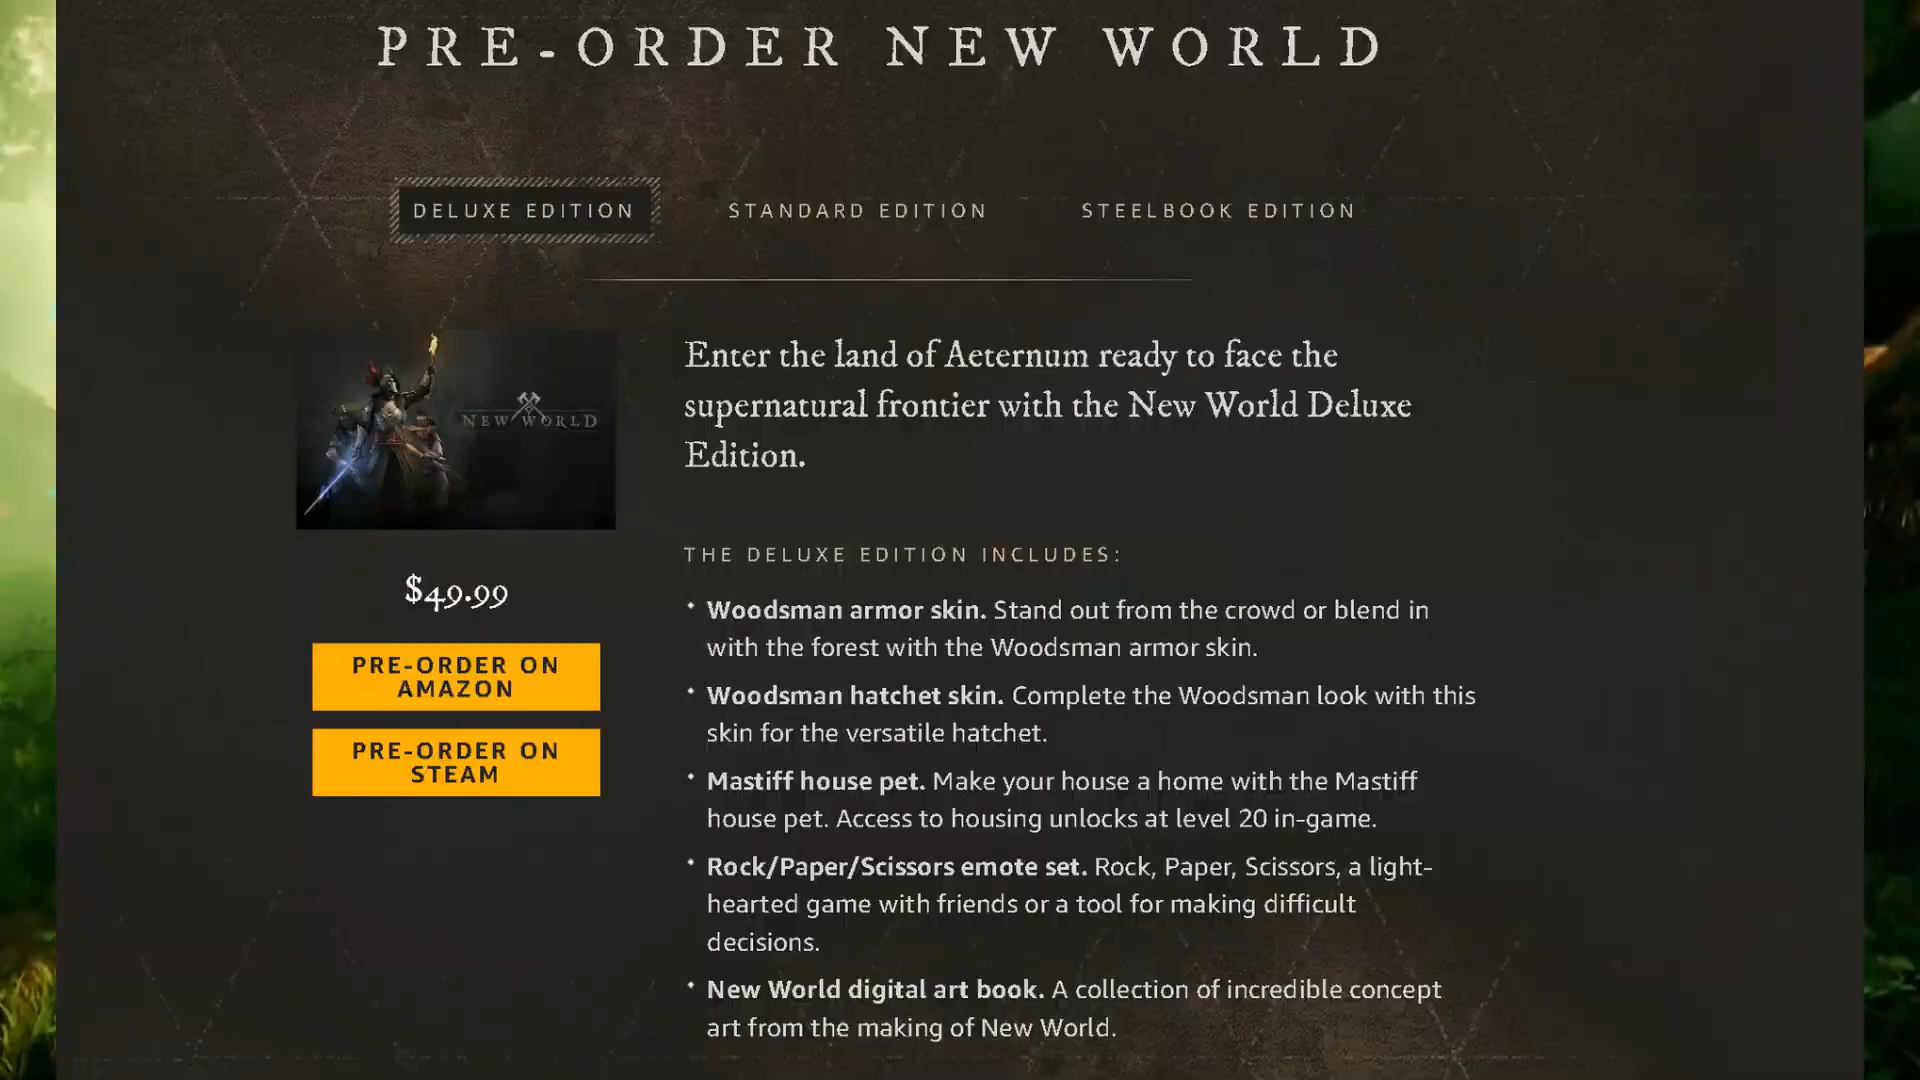 PRE-ORDER NEW WORLD
DELUXE EDITION
STANDARD EDITION
STEELBOOK EDITION
NEW WORLD
$49.99
PRE-ORDER ON
AMAZON
PRE-ORDER ON
STEAM
Enter the land of Aeternum ready to face the
supernatural frontier with the New World Deluxe
Edition.
THE DELUXE EDITION INCLUDES:
• Woodsman armor skin. Stand out from the crowd or blend in
with the forest with the Woodsman armor skin.
• Woodsman hatchet skin. Complete the Woodsman look with this
skin for the versatile hatchet.
• Mastiff house pet. Make your house a home with the Mastiff
house pet. Access to housing unlocks at level 20 in-game.
• Rock/Paper/Scissors emote set. Rock, Paper, Scissors, a light-
hearted game with friends or a tool for making difficult
decisions.
• New World digital art book. A collection of incredible concept
art from the making of New World.